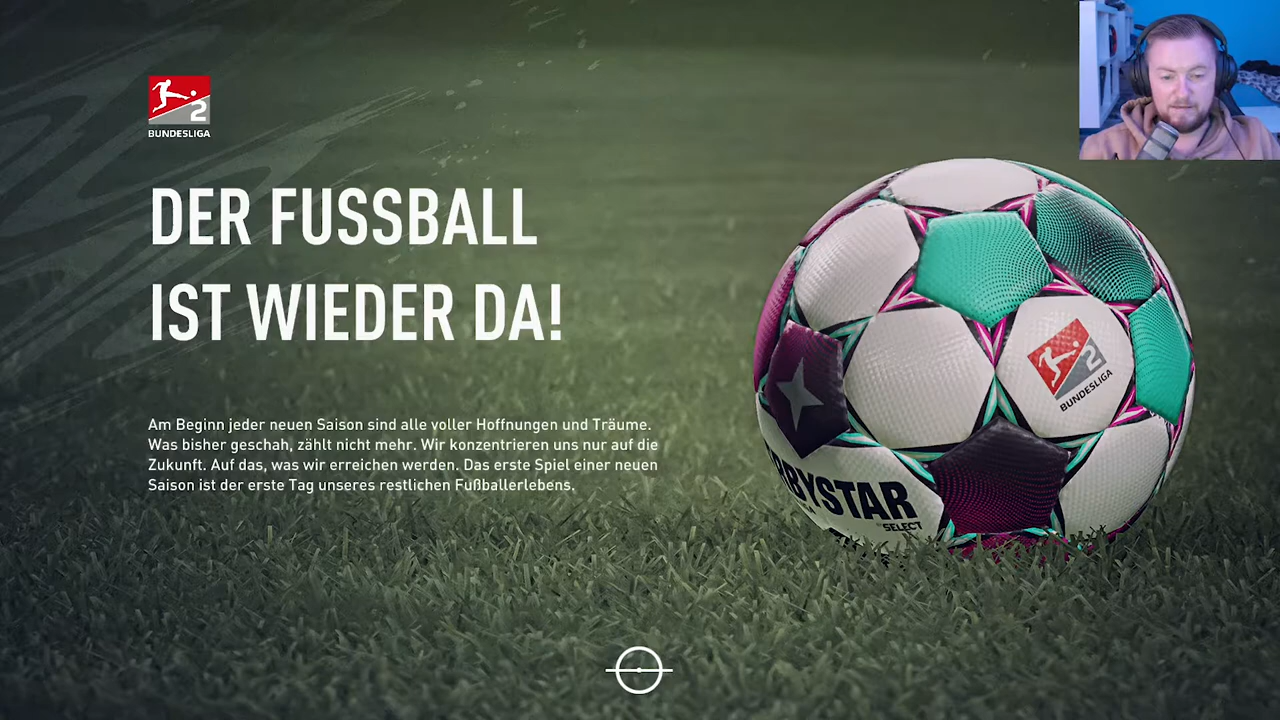 2
BUNDESLIGA
DER FUSSBALL
IST WIEDER DA!
Am Beginn jeder neuen Saison sind alle voller Hoffnungen und Träume.
Was bisher geschah, zählt nicht mehr. Wir konzentrieren uns nur auf die
Zukunft. Auf das, was wir erreichen werden. Das erste Spiel einer neuen
Saison ist der erste Tag unseres restlichen Fußballerlebens.
2
BUNDESLIGA
BYSTAR
SELECT